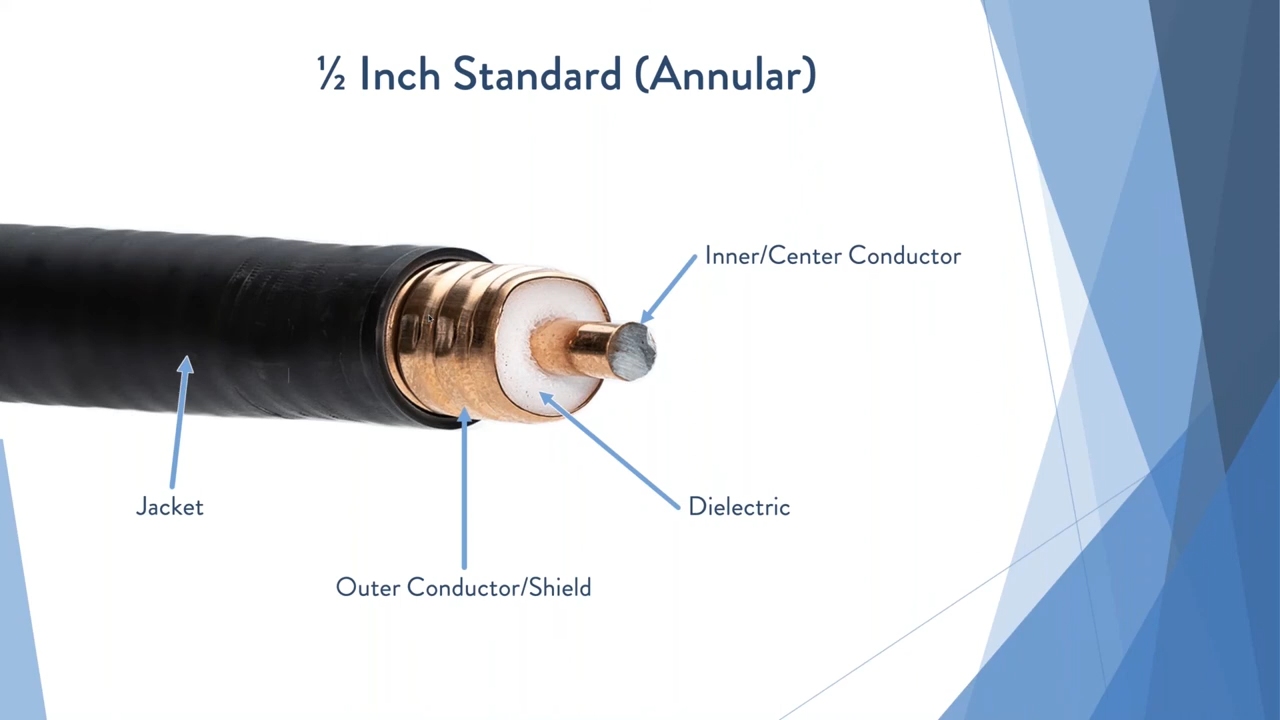 ½ Inch Standard (Annular)
Inner/Center Conductor
Jacket
Dielectric
Outer Conductor/Shield